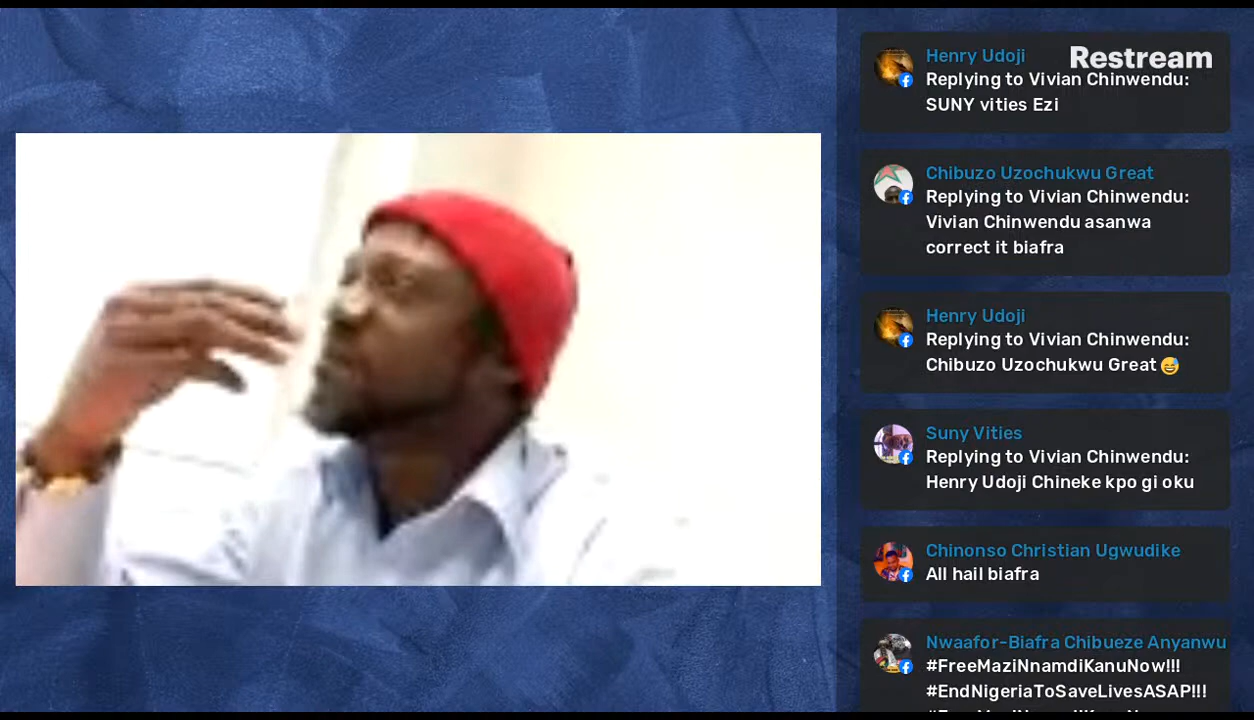 Restream
Henry Udoji
Replying to Vivian Chinwendu:
SUNY vities Ezi
Chibuzo Uzochukwu Great
Replying to Vivian Chinwendu:
Vivian Chinwendu asanwa
correct it biafra
Henry Udoji
Replying to Vivian Chinwendu:
Chibuzo Uzochukwu Great 😅
Suny Vities
Replying to Vivian Chinwendu:
Henry Udoji Chineke kpo gi oku
Chinonso Christian Ugwudike
All hail biafra
Nwaafor-Biafra Chibueze Anyanwu
#FreeMaziNnamdiKanuNow!!!
#EndNigeriaToSaveLivesASAP!!!